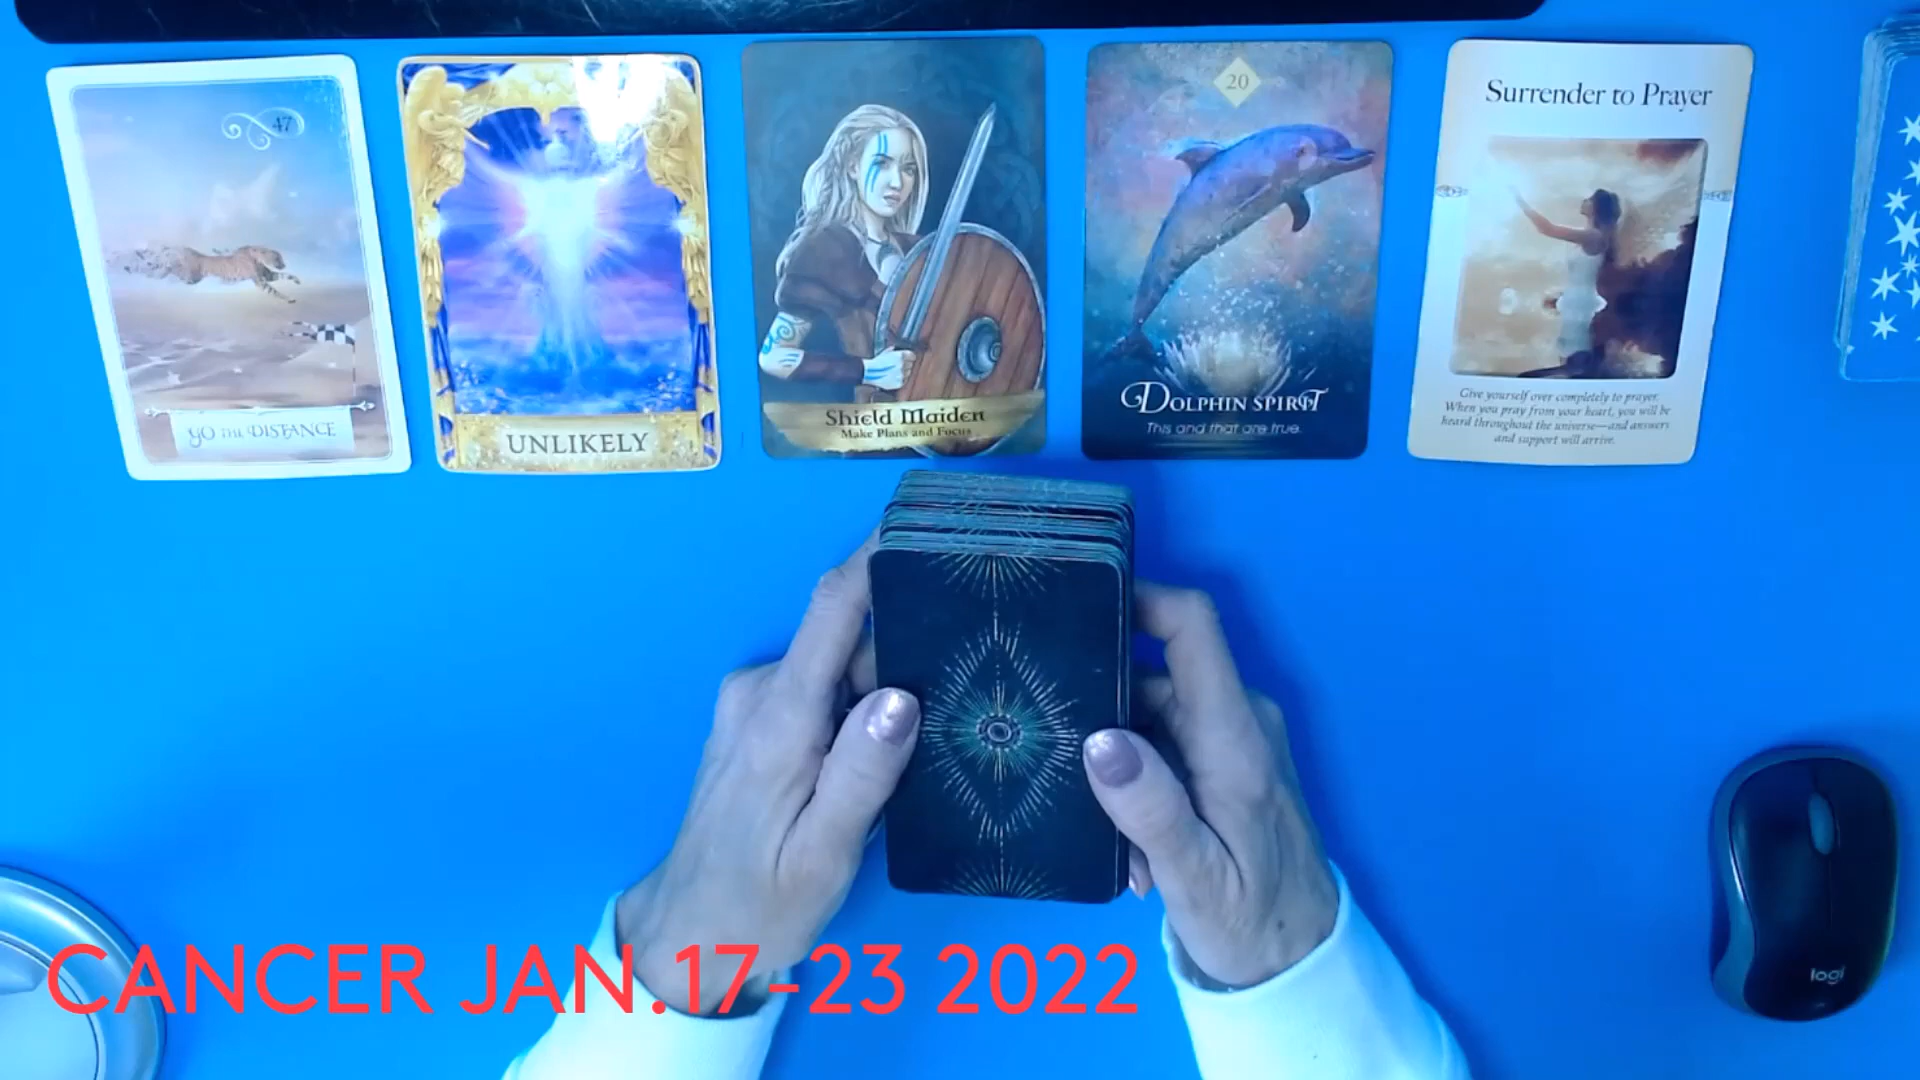 47
GO THE DISTANCE
UNLIKELY
Shield Maiden
Make Plans and Focus
20
DOLPHIN SPIRIT
This and that are true.
Surrender to Prayer
Give yourself over completely to prayer.
When you pray from your heart, you will be
heard throughout the universe—and answers
and support will arrive.
logi
CANCER JAN.17-23 2022